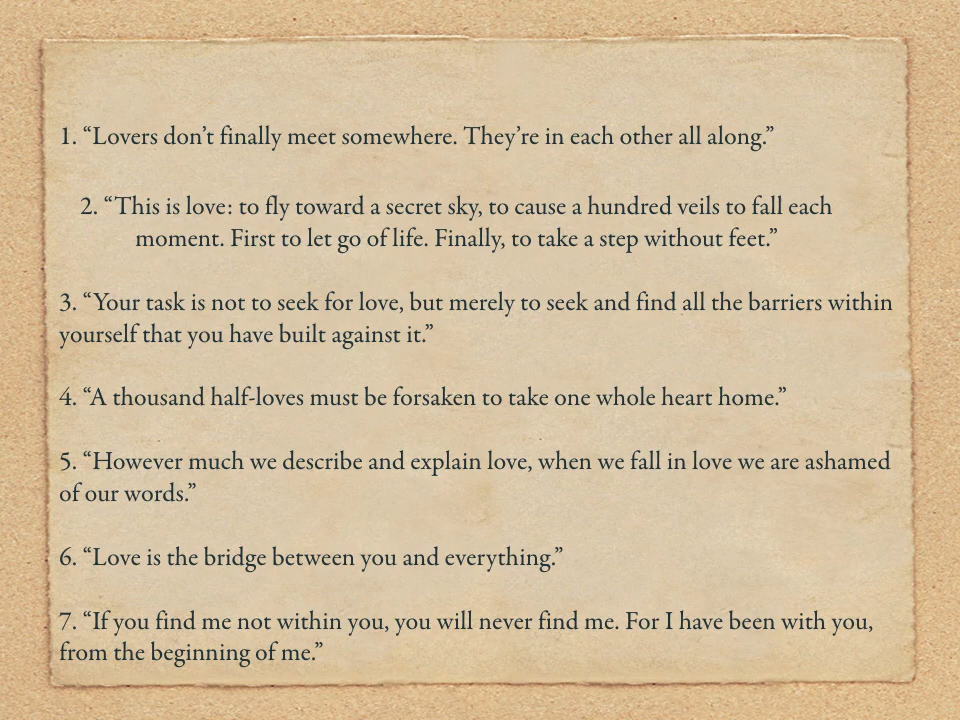 1. “Lovers don’t finally meet somewhere. They’re in each other all along.”
2. “This is love: to fly toward a secret sky, to cause a hundred veils to fall each
moment. First to let go of life. Finally, to take a step without feet.”
3. “Your task is not to seek for love, but merely to seek and find all the barriers within
yourself that you have built against it.”
4. “A thousand half-loves must be forsaken to take one whole heart home.”
5. “However much we describe and explain love, when we fall in love we are ashamed
of our words.”
6. “Love is the bridge between you and everything.”
7. “If you find me not within you, you will never find me. For I have been with you,
from the beginning of me.”